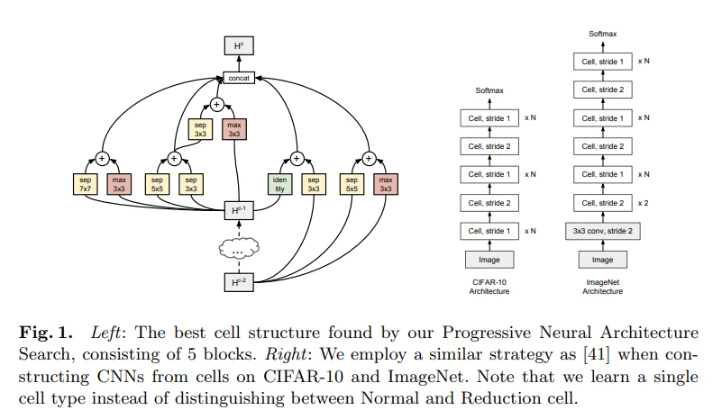 H^c
concat
+
sep
3x3
max
3x3
+
+
+
+
sep
7x7
max
3x3
sep
5x5
sep
3x3
iden
tity
sep
3x3
sep
5x5
max
3x3
H^c-1
...
H^c-2
Softmax
Cell, stride 1 x N
Cell, stride 2
Cell, stride 1 x N
Cell, stride 2
Cell, stride 1 x N
Image
CIFAR-10
Architecture
Softmax
Cell, stride 1 x N
Cell, stride 2
Cell, stride 1 x N
Cell, stride 2
Cell, stride 1 x N
Cell, stride 2 x 2
3x3 conv, stride 2
Image
ImageNet
Architecture
Fig. 1. Left: The best cell structure found by our Progressive Neural Architecture
Search, consisting of 5 blocks. Right: We employ a similar strategy as [41] when con-
structing CNNs from cells on CIFAR-10 and ImageNet. Note that we learn a single
cell type instead of distinguishing between Normal and Reduction cell.